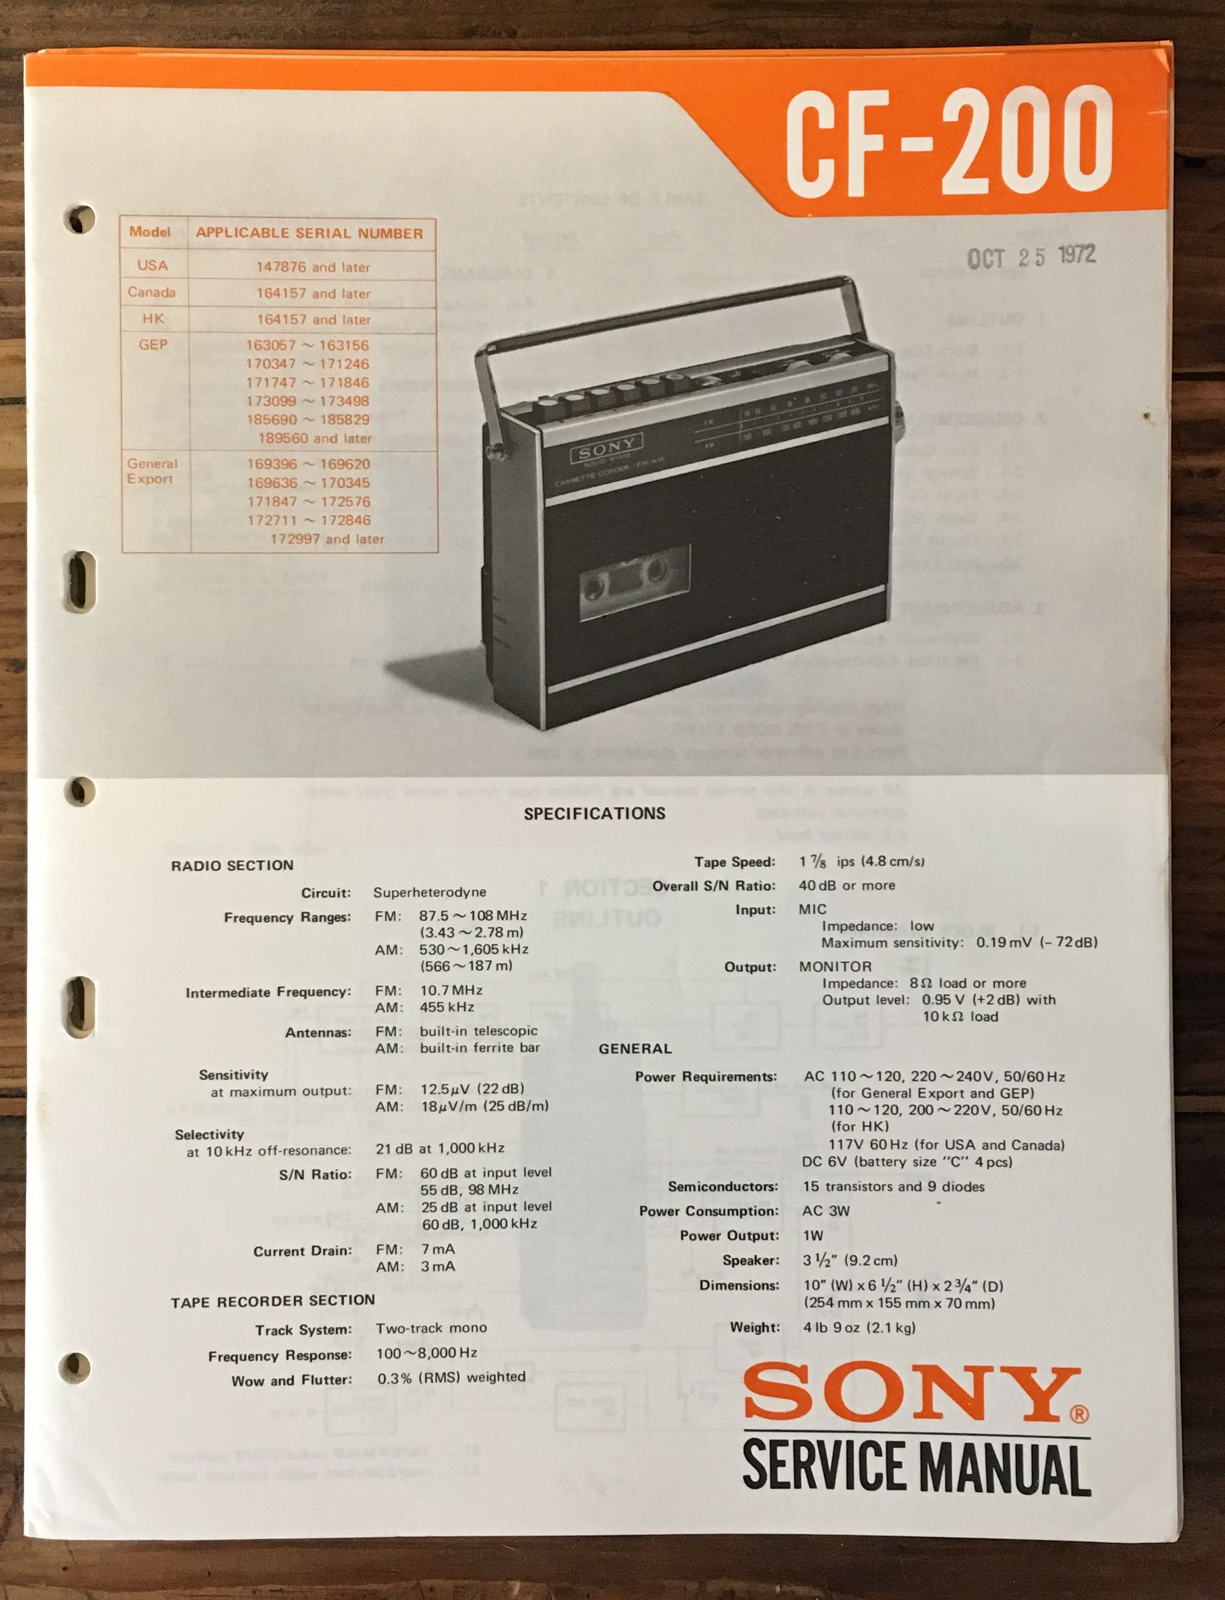 CF-200
OCT 25 1972
Model APPLICABLE SERIAL NUMBER
USA 147876 and later
Canada 164157 and later
HK 164157 and later
GEP 163057 ~ 163156
170347 ~ 171246
171747 ~ 171846
173099 ~ 173498
185690 ~ 185829
189560 and later
General Export 169396 ~ 169620
169636 ~ 170345
171847 ~ 172576
172711 ~ 172846
172997 and later
SONY
SOLID STATE
CASSETTE-CORDER / FM-AM
FM
AM
SPECIFICATIONS
RADIO SECTION
Circuit: Superheterodyne
Frequency Ranges: FM: 87.5 ~ 108 MHz
(3.43 ~ 2.78 m)
AM: 530 ~ 1,605 kHz
(566 ~ 187 m)
Intermediate Frequency: FM: 10.7 MHz
AM: 455 kHz
Antennas: FM: built-in telescopic
AM: built-in ferrite bar
Sensitivity
at maximum output: FM: 12.5 μV (22 dB)
AM: 18 μV/m (25 dB/m)
Selectivity
at 10 kHz off-resonance: 21 dB at 1,000 kHz
S/N Ratio: FM: 60 dB at input level
55 dB, 98 MHz
AM: 25 dB at input level
60 dB, 1,000 kHz
Current Drain: FM: 7 mA
AM: 3 mA
TAPE RECORDER SECTION
Track System: Two-track mono
Frequency Response: 100 ~ 8,000 Hz
Wow and Flutter: 0.3% (RMS) weighted
Tape Speed: 1 7/8 ips (4.8 cm/s)
Overall S/N Ratio: 40 dB or more
Input: MIC
Impedance: low
Maximum sensitivity: 0.19 mV (– 72 dB)
Output: MONITOR
Impedance: 8 Ω load or more
Output level: 0.95 V (+2 dB) with
10 k Ω load
GENERAL
Power Requirements: AC 110 ~ 120, 220 ~ 240 V, 50/60 Hz
(for General Export and GEP)
110 ~ 120, 200 ~ 220 V, 50/60 Hz
(for HK)
117V 60 Hz (for USA and Canada)
DC 6V (battery size "C" 4 pcs)
Semiconductors: 15 transistors and 9 diodes
Power Consumption: AC 3W
Power Output: 1W
Speaker: 3 1/2" (9.2 cm)
Dimensions: 10" (W) x 6 1/2" (H) x 2 3/4" (D)
(254 mm x 155 mm x 70 mm)
Weight: 4 lb 9 oz (2.1 kg)
SONY®
SERVICE MANUAL